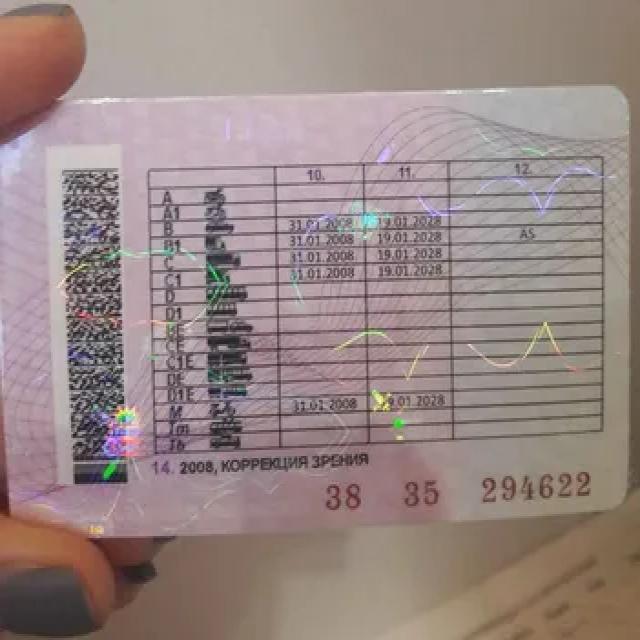 10. 11. 12.
A
A1
B 31.01.2008 19.01.2028
B1 31.01.2008 19.01.2028 AS
C 31.01.2008 19.01.2028
C1 31.01.2008 19.01.2028
D
D1
BE
CE
C1E
DE
D1E
M 31.01.2008 19.01.2028
Tm
Tb
14. 2008, КОРРЕКЦИЯ ЗРЕНИЯ
38 35 294622